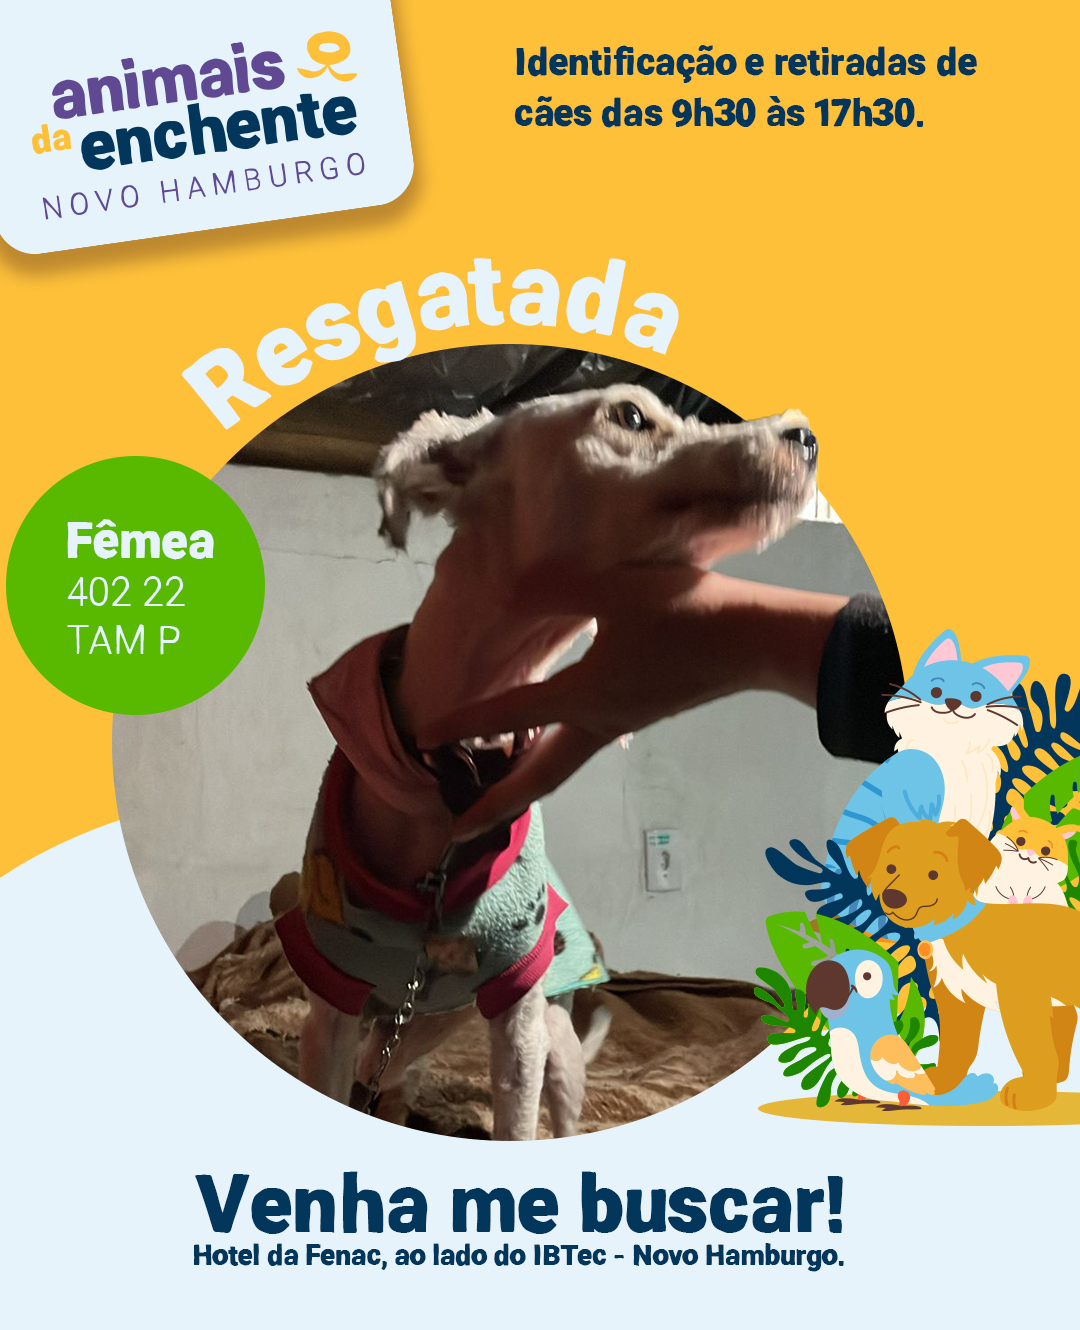 animais
da enchente
NOVO HAMBURGO
Identificação e retiradas de
cães das 9h30 às 17h30.
Resgatada
Fêmea
402 22
TAM P
Venha me buscar!
Hotel da Fenac, ao lado do IBTec - Novo Hamburgo.